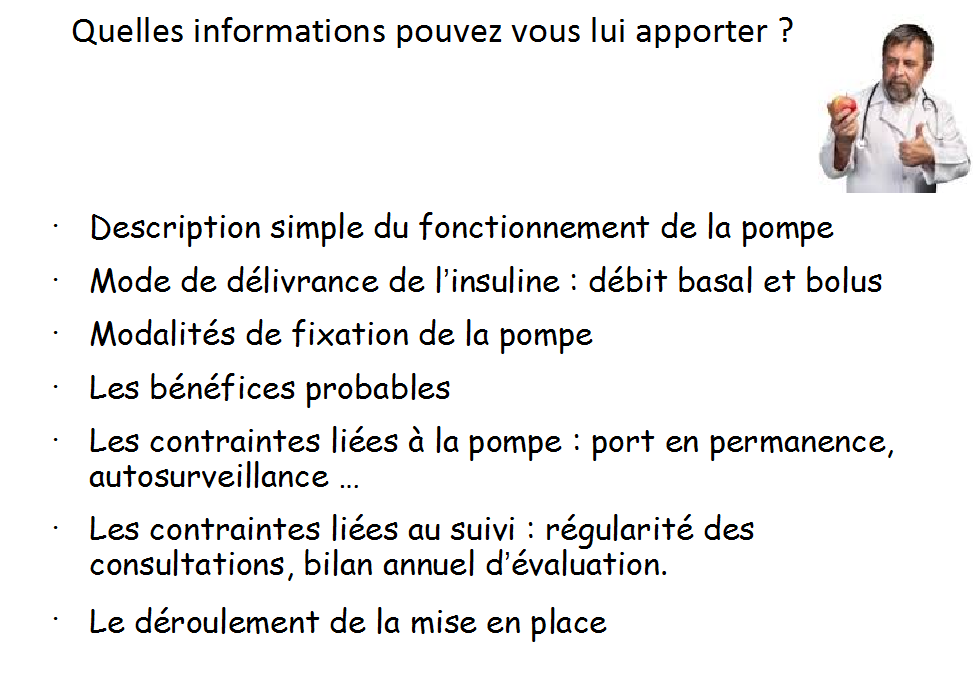 Quelles informations pouvez vous lui apporter ?
· Description simple du fonctionnement de la pompe
· Mode de délivrance de l’insuline : débit basal et bolus
· Modalités de fixation de la pompe
· Les bénéfices probables
· Les contraintes liées à la pompe : port en permanence,
autosurveillance …
· Les contraintes liées au suivi : régularité des
consultations, bilan annuel d’évaluation.
· Le déroulement de la mise en place